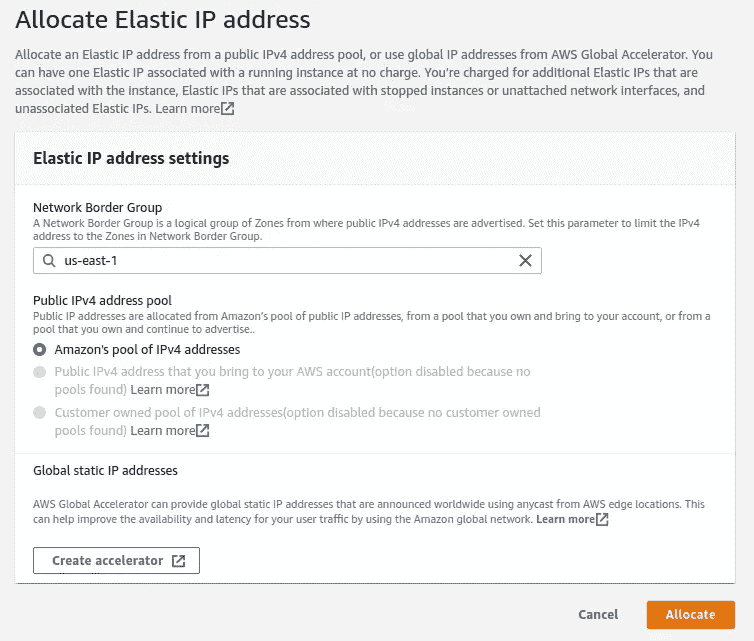 Allocate Elastic IP address
Allocate an Elastic IP address from a public IPv4 address pool, or use global IP addresses from AWS Global Accelerator. You
can have one Elastic IP associated with a running instance at no charge. You're charged for additional Elastic IPs that are
associated with the instance, Elastic IPs that are associated with stopped instances or unattached network interfaces, and
unassociated Elastic IPs. Learn more
Elastic IP address settings
Network Border Group
A Network Border Group is a logical group of Zones from where public IPv4 addresses are advertised. Set this parameter to limit the IPv4
address to the Zones in Network Border Group.
us-east-1
Public IPv4 address pool
Public IP addresses are allocated from Amazon's pool of public IP addresses, from a pool that you own and bring to your account, or from a
pool that you own and continue to advertise..
Amazon's pool of IPv4 addresses
Public IPv4 address that you bring to your AWS account(option disabled because no
pools found) Learn more
Customer owned pool of IPv4 addresses(option disabled because no customer owned
pools found) Learn more
Global static IP addresses
AWS Global Accelerator can provide global static IP addresses that are announced worldwide using anycast from AWS edge locations. This
can help improve the availability and latency for your user traffic by using the Amazon global network. Learn more
Create accelerator
Cancel Allocate